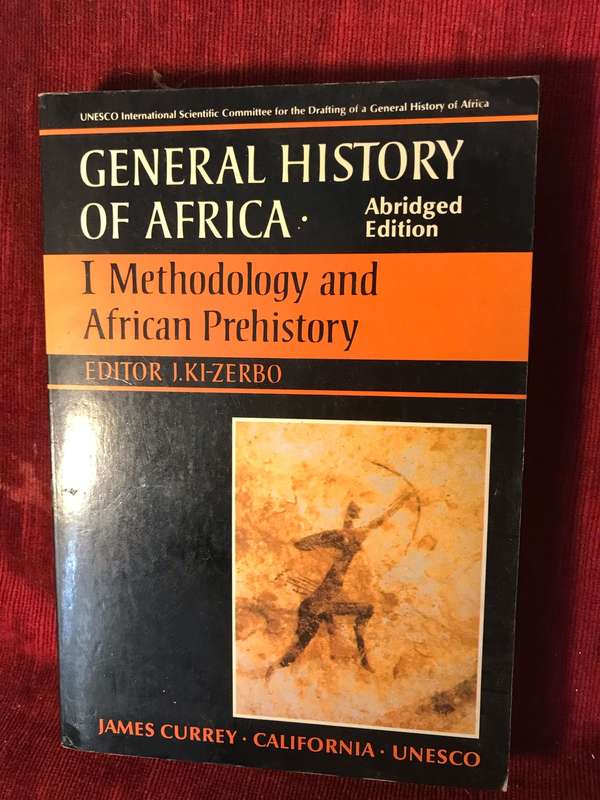 UNESCO International Scientific Committee for the Drafting of a General History of Africa
GENERAL HISTORY
OF AFRICA ·
Abridged
Edition
I Methodology and
African Prehistory
EDITOR J.KI-ZERBO
JAMES CURREY · CALIFORNIA · UNESCO